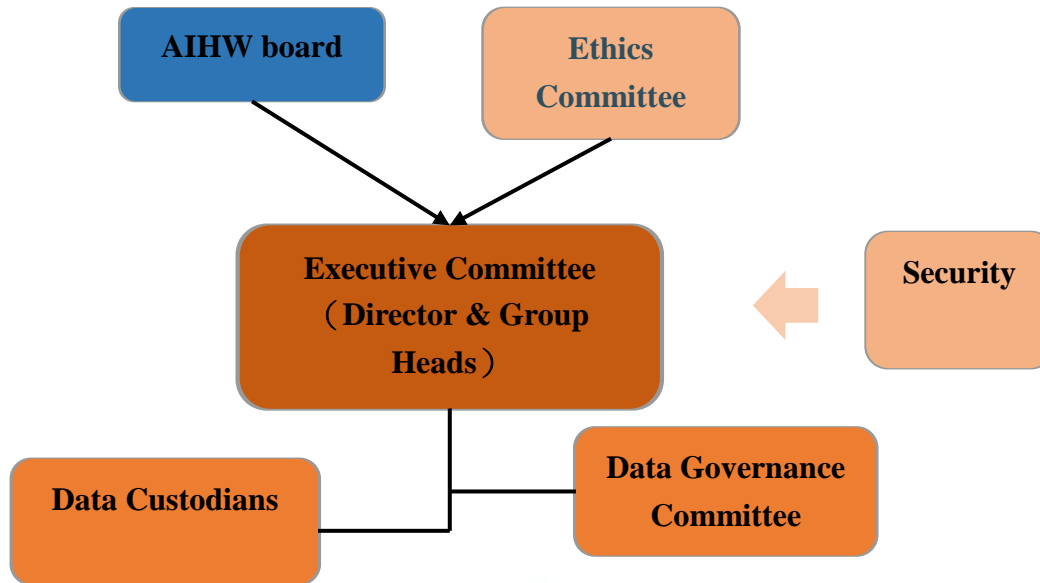 AIHW board
Ethics
Committee
Executive Committee
（Director & Group
Heads）
Security
Data Custodians
Data Governance
Committee